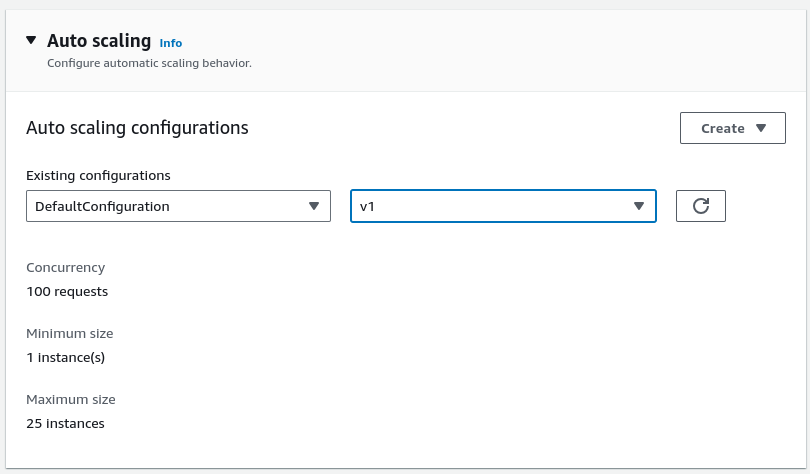 Auto scaling Info
Configure automatic scaling behavior.
Auto scaling configurations
Create
Existing configurations
DefaultConfiguration
v1
Concurrency
100 requests
Minimum size
1 instance(s)
Maximum size
25 instances